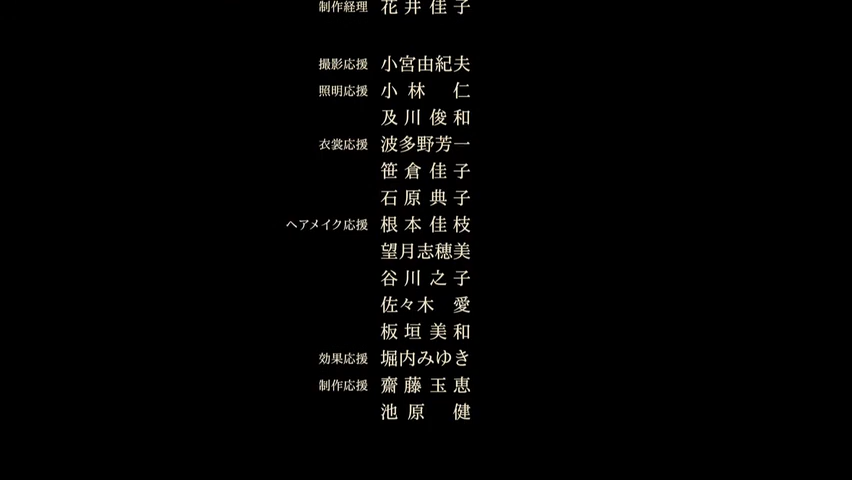 制作経理 花井佳子
撮影応援 小宮由紀夫
照明応援 小林 仁
及川俊和
衣裳応援 波多野芳一
笹倉佳子
石原典子
ヘアメイク応援 根本佳枝
望月志穂美
谷川之子
佐々木 愛
板垣美和
効果応援 堀内みゆき
制作応援 齋藤玉恵
池原 健